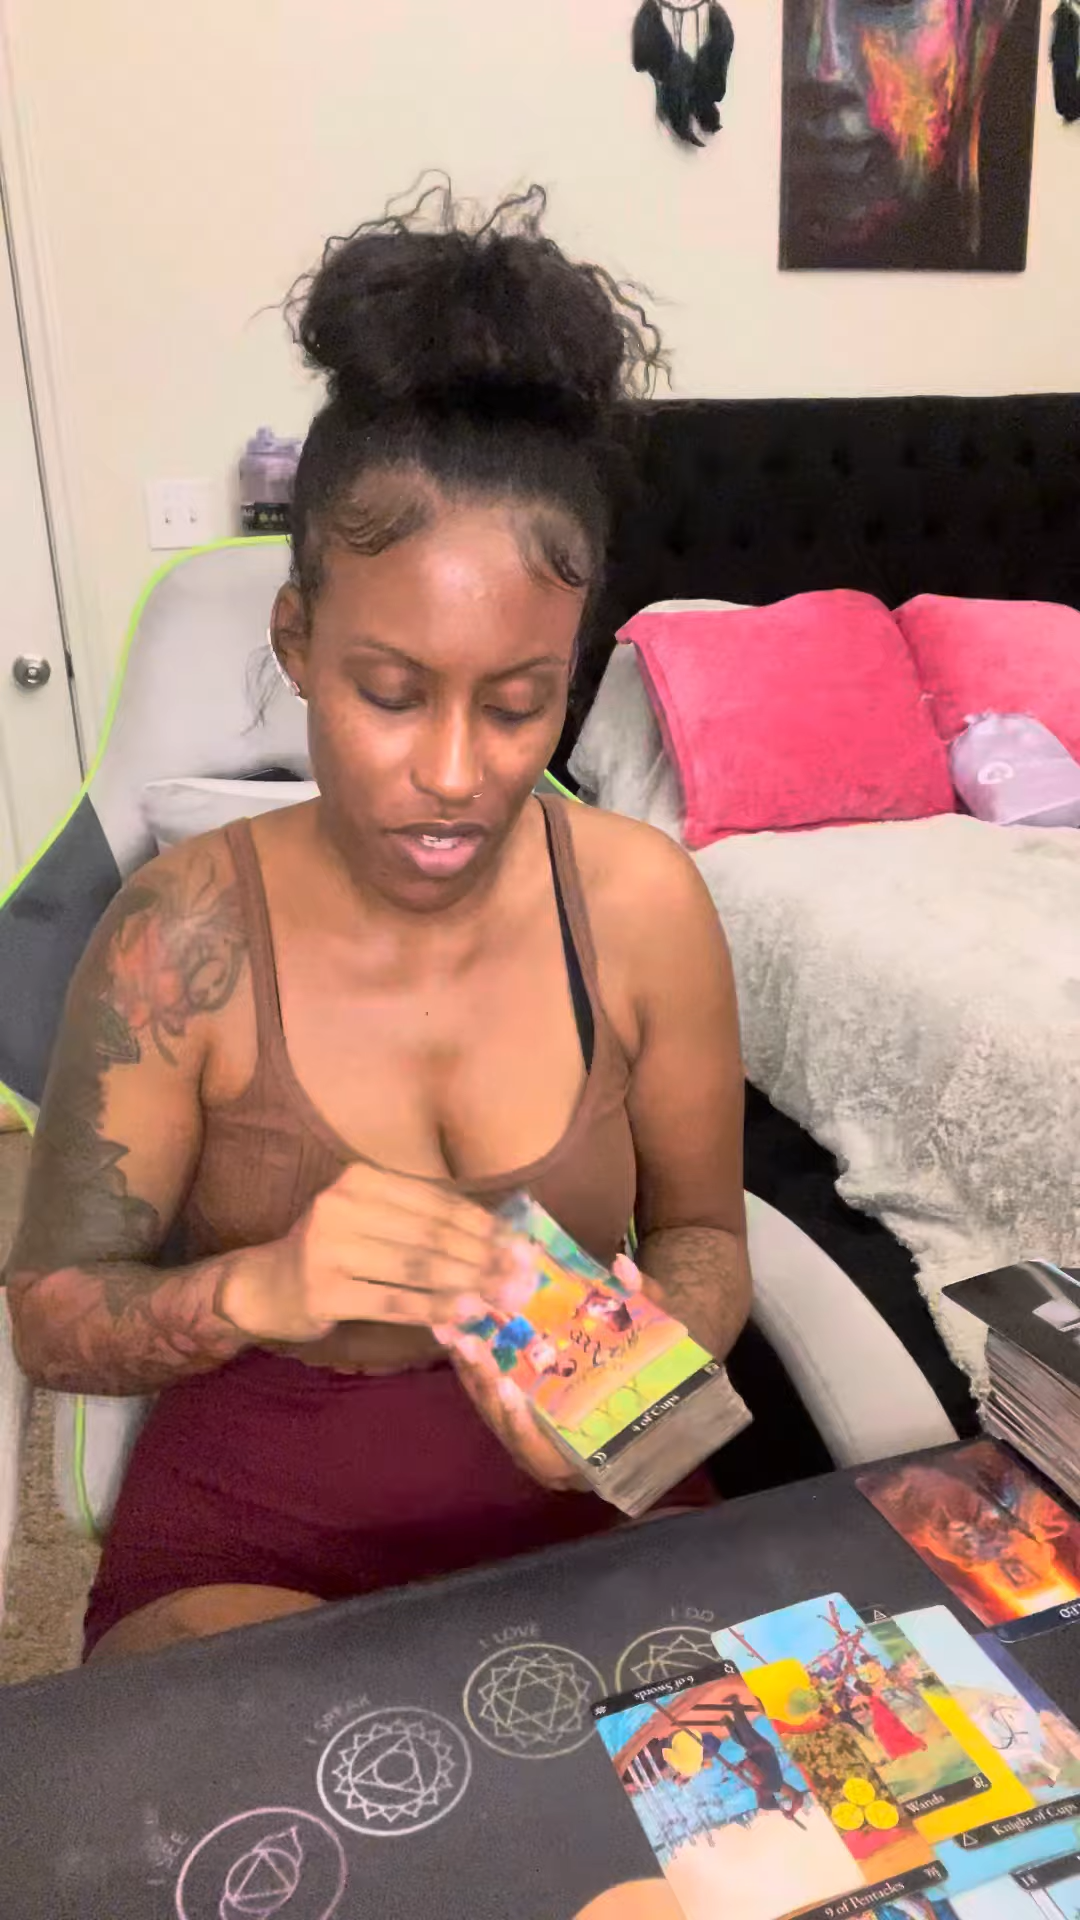 4 of Cups
I LOVE
I DO
I SPEAK
I SEE
6 of Swords
Wands
Knight of Cups
9 of Pentacles
18